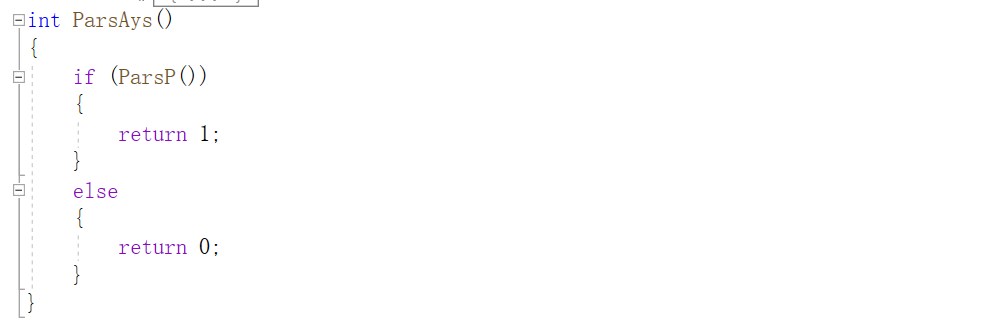 int ParsAys()
{
if (ParsP())
{
return 1;
}
else
{
return 0;
}
}